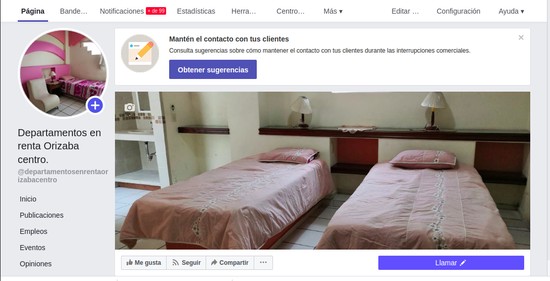 Página Bande... Notificaciones + de 99 Estadísticas Herra... Centro... Más Editar ... Configuración Ayuda
Mantén el contacto con tus clientes
Consulta sugerencias sobre cómo mantener el contacto con tus clientes durante las interrupciones comerciales.
Obtener sugerencias
Departamentos en
renta Orizaba
centro.
@departamentosenrentaor
izabacentro
Inicio
Publicaciones
Empleos
Eventos
Opiniones
Me gusta Seguir Compartir ...
Llamar